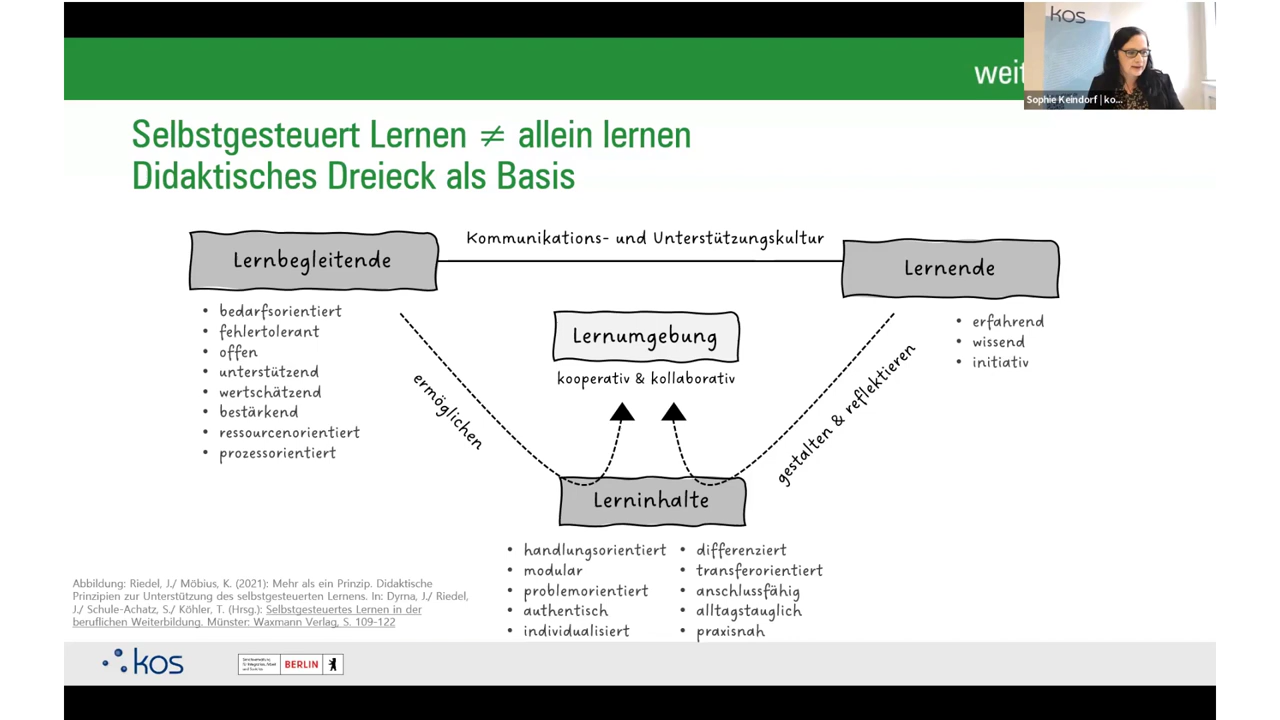 kos
weit
Sophie Keindorf | ko...
Selbstgesteuert Lernen ≠ allein lernen
Didaktisches Dreieck als Basis
Kommunikations- und Unterstützungskultur
Lernbegleitende
Lernende
• bedarfsorientiert
• fehlertolerant
• offen
• unterstützend
• wertschätzend
• bestärkend
• ressourcenorientiert
• prozessorientiert
Lernumgebung
kooperativ & kollaborativ
• erfahrend
• wissend
• initiativ
ermöglichen
gestalten & reflektieren
Lerninhalte
• handlungsorientiert
• modular
• problemorientiert
• authentisch
• individualisiert
• differenziert
• transferorientiert
• anschlussfähig
• alltagstauglich
• praxisnah
Abbildung: Riedel, J./ Möbius, K. (2021): Mehr als ein Prinzip. Didaktische
Prinzipien zur Unterstützung des selbstgesteuerten Lernens. In: Dyrna, J./ Riedel,
J./ Schule-Achatz, S./ Köhler, T. (Hrsg.): Selbstgesteuertes Lernen in der
beruflichen Weiterbildung. Münster: Waxmann Verlag, S. 109-122
kos
BERLIN